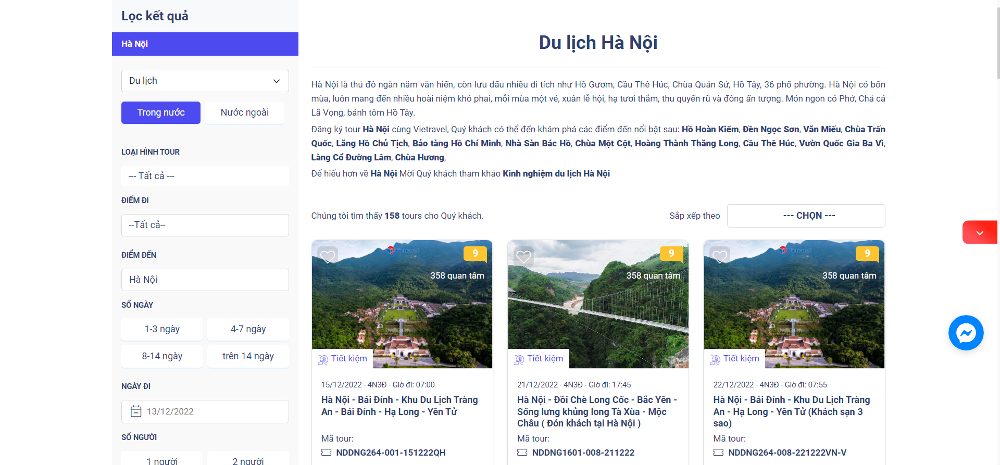 Lọc kết quả
Hà Nội
Du lịch
Trong nước
Nước ngoài
LOẠI HÌNH TOUR
--- Tất cả ---
ĐIỂM ĐI
--Tất cả--
ĐIỂM ĐẾN
Hà Nội
SỐ NGÀY
1-3 ngày
4-7 ngày
8-14 ngày
trên 14 ngày
NGÀY ĐI
13/12/2022
SỐ NGƯỜI
1 người
2 người
Du lịch Hà Nội
Hà Nội là thủ đô ngàn năm văn hiến, còn lưu dấu nhiều di tích như Hồ Gươm, Cầu Thê Húc, Chùa Quán Sứ, Hồ Tây, 36 phố phường. Hà Nội có bốn
mùa, luôn mang đến nhiều hoài niệm khó phai, mỗi mùa một vẻ, xuân lễ hội, hạ tươi thắm, thu quyến rũ và đông ấn tượng. Món ngon có Phở, Chả cá
Lã Vọng, bánh tôm Hồ Tây.
Đăng ký tour Hà Nội cùng Vietravel, Quý khách có thể đến khám phá các điểm đến nổi bật sau: Hồ Hoàn Kiếm, Đền Ngọc Sơn, Văn Miếu, Chùa Trấn
Quốc, Lăng Hồ Chủ Tịch, Bảo tàng Hồ Chí Minh, Nhà Sàn Bác Hồ, Chùa Một Cột, Hoàng Thành Thăng Long, Cầu Thê Húc, Vườn Quốc Gia Ba Vì,
Làng Cổ Đường Lâm, Chùa Hương,
Để hiểu hơn về Hà Nội Mời Quý khách tham khảo Kinh nghiệm du lịch Hà Nội
Chúng tôi tìm thấy 158 tours cho Quý khách.
Sắp xếp theo
--- CHỌN ---
Vietravel
9
358 quan tâm
Tiết kiệm
15/12/2022 - 4N3Đ - Giờ đi: 07:00
Hà Nội - Bái Đính - Khu Du Lịch Tràng
An - Bái Đính - Hạ Long - Yên Tử
Mã tour:
NDDNG264-001-151222QH
9
358 quan tâm
Tiết kiệm
21/12/2022 - 4N3Đ - Giờ đi: 17:45
Hà Nội - Đồi Chè Long Cốc - Bắc Yên -
Sống lưng khủng long Tà Xùa - Mộc
Châu ( Đón khách tại Hà Nội )
Mã tour:
NDDNG1601-008-211222
Vietravel
9
358 quan tâm
Tiết kiệm
22/12/2022 - 4N3Đ - Giờ đi: 07:55
Hà Nội - Bái Đính - Khu Du Lịch Tràng
An - Hạ Long - Yên Tử (Khách sạn 3
sao)
Mã tour:
NDDNG264-008-221222VN-V